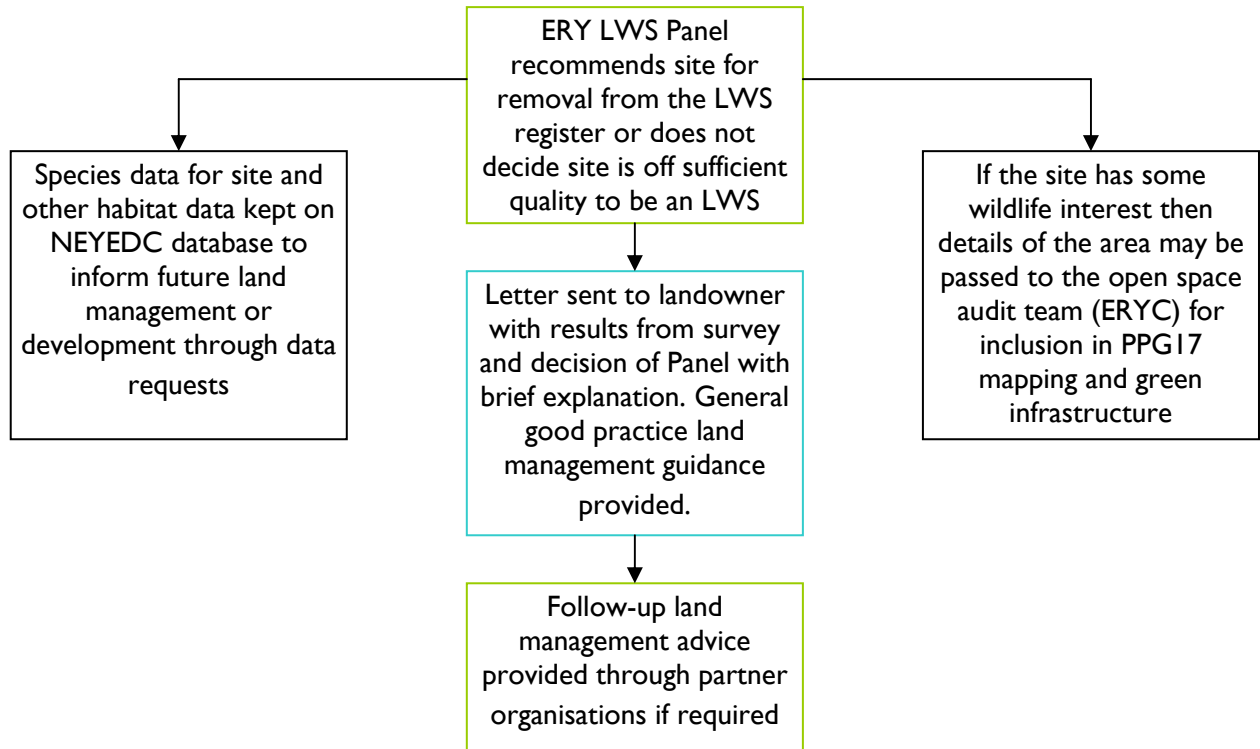 ERY LWS Panel
recommends site for
removal from the LWS
register or does not
decide site is off sufficient
quality to be an LWS
Species data for site and
other habitat data kept on
NEYEDC database to
inform future land
management or
development through data
requests
Letter sent to landowner
with results from survey
and decision of Panel with
brief explanation. General
good practice land
management guidance
provided.
If the site has some
wildlife interest then
details of the area may be
passed to the open space
audit team (ERYC) for
inclusion in PPG17
mapping and green
infrastructure
Follow-up land
management advice
provided through partner
organisations if required